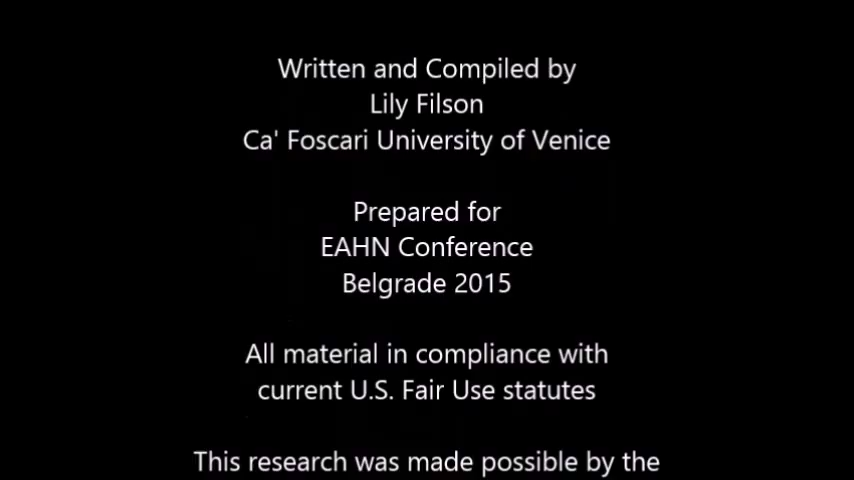 Written and Compiled by
Lily Filson
Ca' Foscari University of Venice
Prepared for
EAHN Conference
Belgrade 2015
All material in compliance with
current U.S. Fair Use statutes
This research was made possible by the